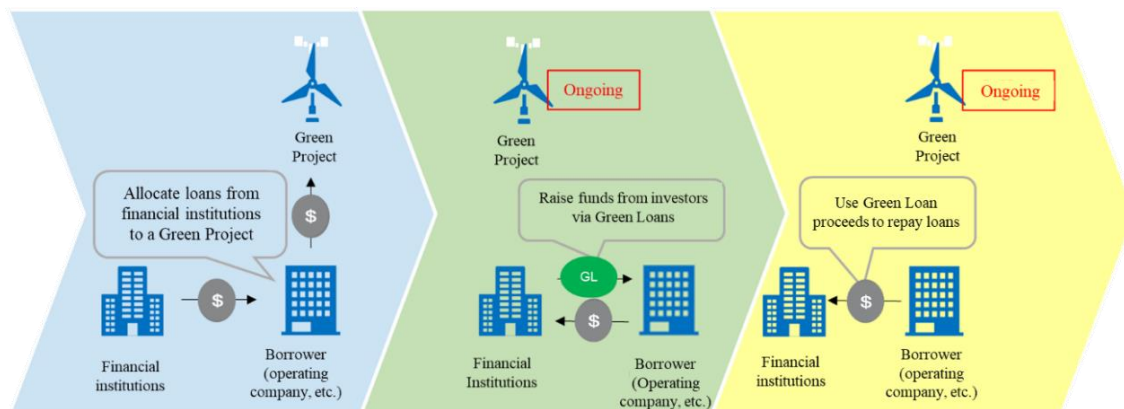 Green
Project
Allocate loans from
financial institutions
to a Green Project
$
$
Financial
institutions
Borrower
(operating
company, etc.)
Ongoing
Green
Project
Raise funds from investors
via Green Loans
GL
$
Financial
Institutions
Borrower
(Operating
company, etc.)
Ongoing
Green
Project
Use Green Loan
proceeds to repay loans
$
Financial
institutions
Borrower
(operating
company, etc.)